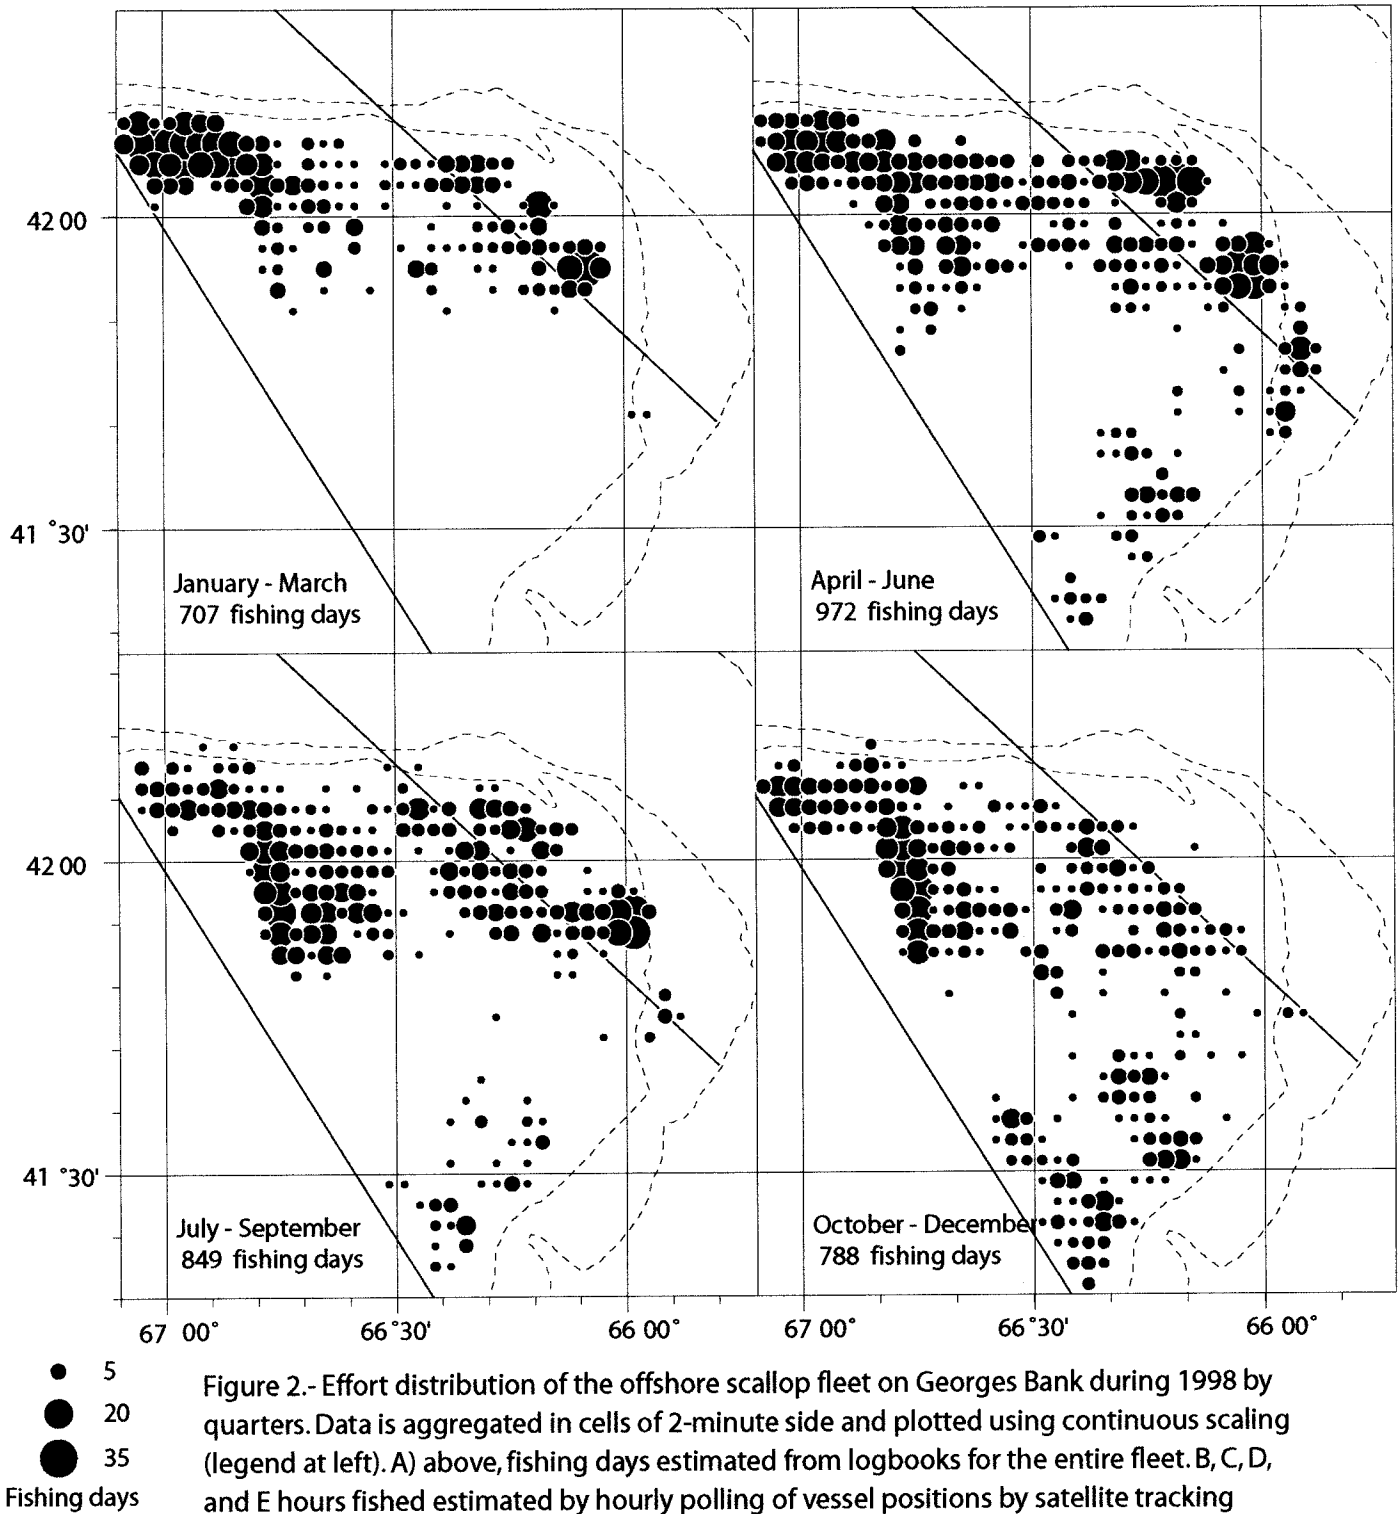 42 00
41 °30'
January - March
707 fishing days
April - June
972 fishing days
42 00
41 °30'
July - September
849 fishing days
October - December
788 fishing days
67 00°
66 °30'
66 00°
67 00°
66 °30'
66 00°
5
20
35
Fishing days
Figure 2.- Effort distribution of the offshore scallop fleet on Georges Bank during 1998 by
quarters. Data is aggregated in cells of 2-minute side and plotted using continuous scaling
(legend at left). A) above, fishing days estimated from logbooks for the entire fleet. B, C, D,
and E hours fished estimated by hourly polling of vessel positions by satellite tracking